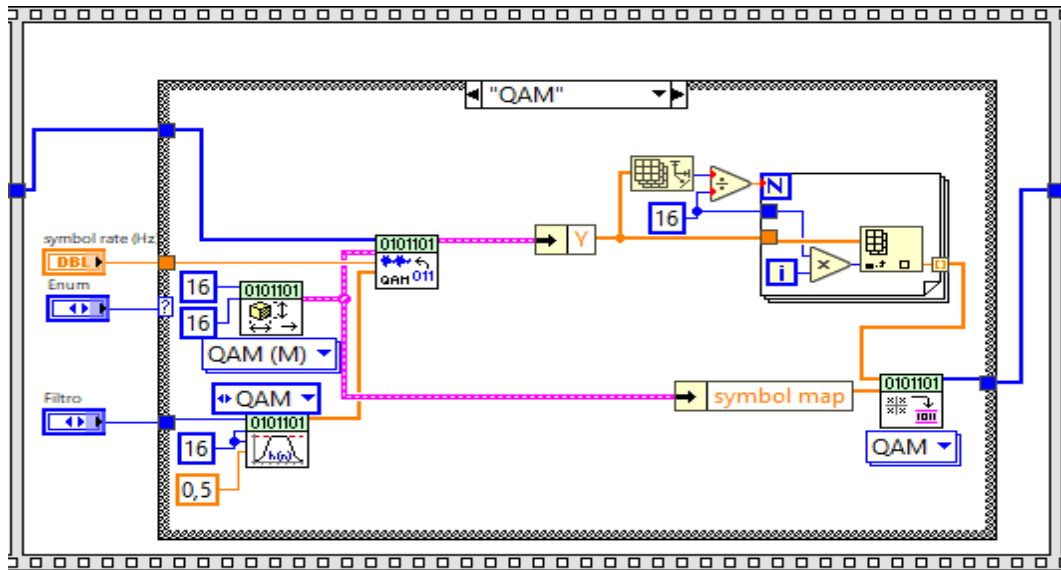 "QAM"
N
16
symbol rate (Hz
DBL
Enum
0101101
QAM 011
Y
i
16
16
0101101
QAM (M)
Filtro
QAM
0101101
h(n)
16
0,5
symbol map
0101101
1011
QAM